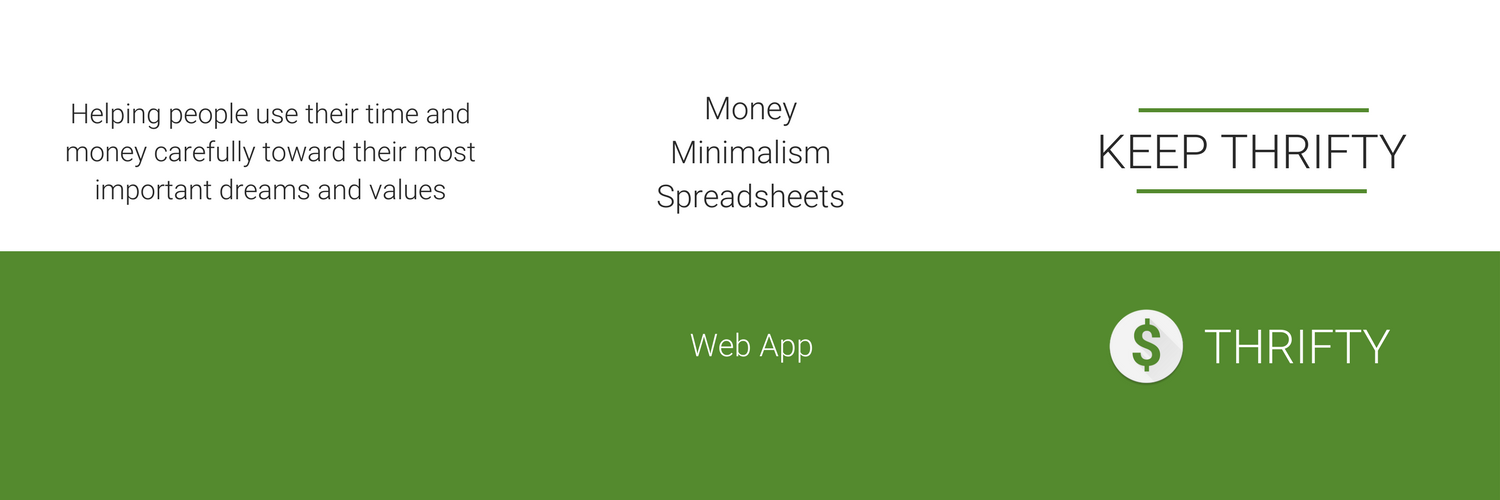 Helping people use their time and
money carefully toward their most
important dreams and values
Money
Minimalism
Spreadsheets
KEEP THRIFTY
Web App
$ THRIFTY